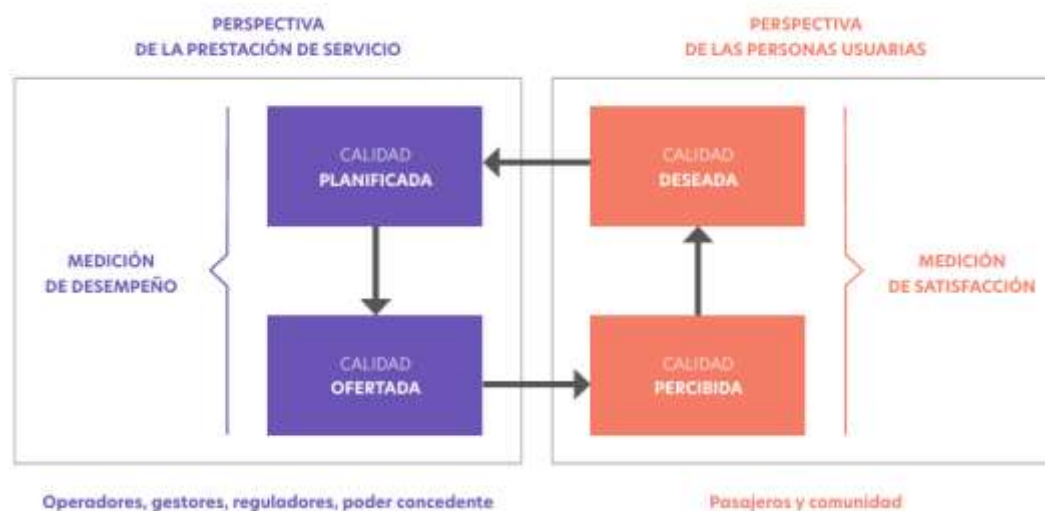 PERSPECTIVA
DE LA PRESTACIÓN DE SERVICIO
PERSPECTIVA
DE LAS PERSONAS USUARIAS
CALIDAD
PLANIFICADA
CALIDAD
DESEADA
MEDICIÓN
DE DESEMPEÑO
MEDICIÓN
DE SATISFACCIÓN
CALIDAD
OFERTADA
CALIDAD
PERCIBIDA
Operadores, gestores, reguladores, poder concedente
Pasajeros y comunidad